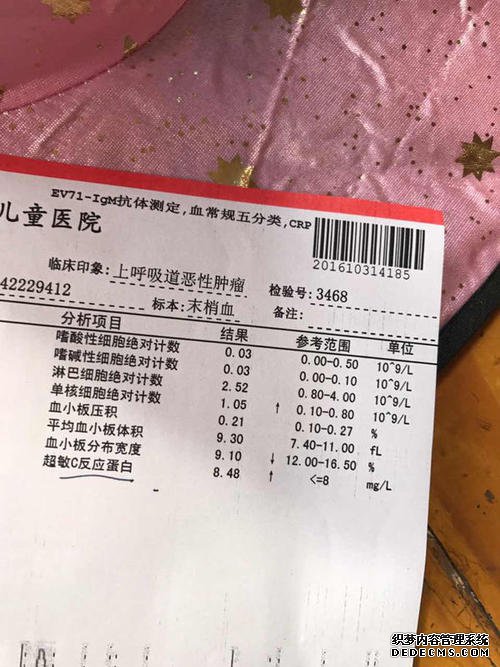 EV71-IgM抗体测定,血常规五分类,CRP
儿童医院
201610314185
临床印象:上呼吸道恶性肿瘤 检验号:3468
42229412 标本:末梢血 备注:
分析项目 结果 参考范围 单位
嗜酸性细胞绝对计数 0.03 0.00-0.50 10^9/L
嗜碱性细胞绝对计数 0.03 0.00-0.10 10^9/L
淋巴细胞绝对计数 2.52 0.80-4.00 10^9/L
单核细胞绝对计数 1.05 ↑ 0.10-0.80 10^9/L
血小板压积 0.21 0.10-0.27 %
平均血小板体积 9.30 7.40-11.00 fL
血小板分布宽度 9.10 ↓ 12.00-16.50 %
超敏C反应蛋白 8.48 ↑ <=8 mg/L
织梦内容管理系统
DEDECMS.COM